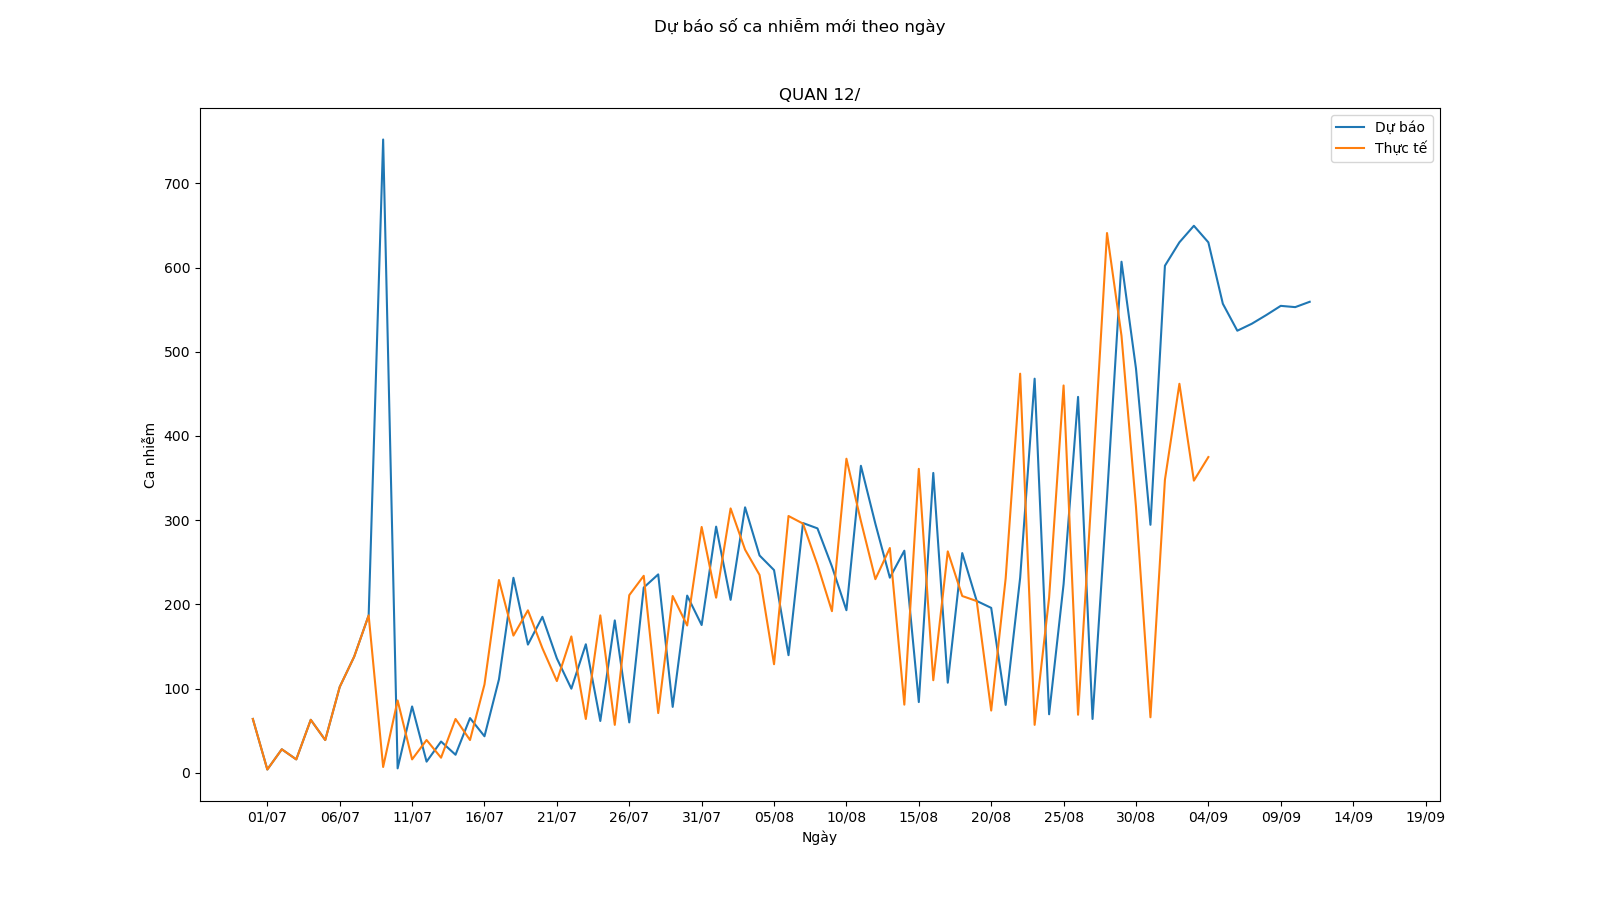 Dự báo số ca nhiễm mới theo ngày
QUAN 12/
Dự báo
Thực tế
700
600
500
400
300
200
100
0
Ca nhiễm
01/07 06/07 11/07 16/07 21/07 26/07 31/07 05/08 10/08 15/08 20/08 25/08 30/08 04/09 09/09 14/09 19/09
Ngày